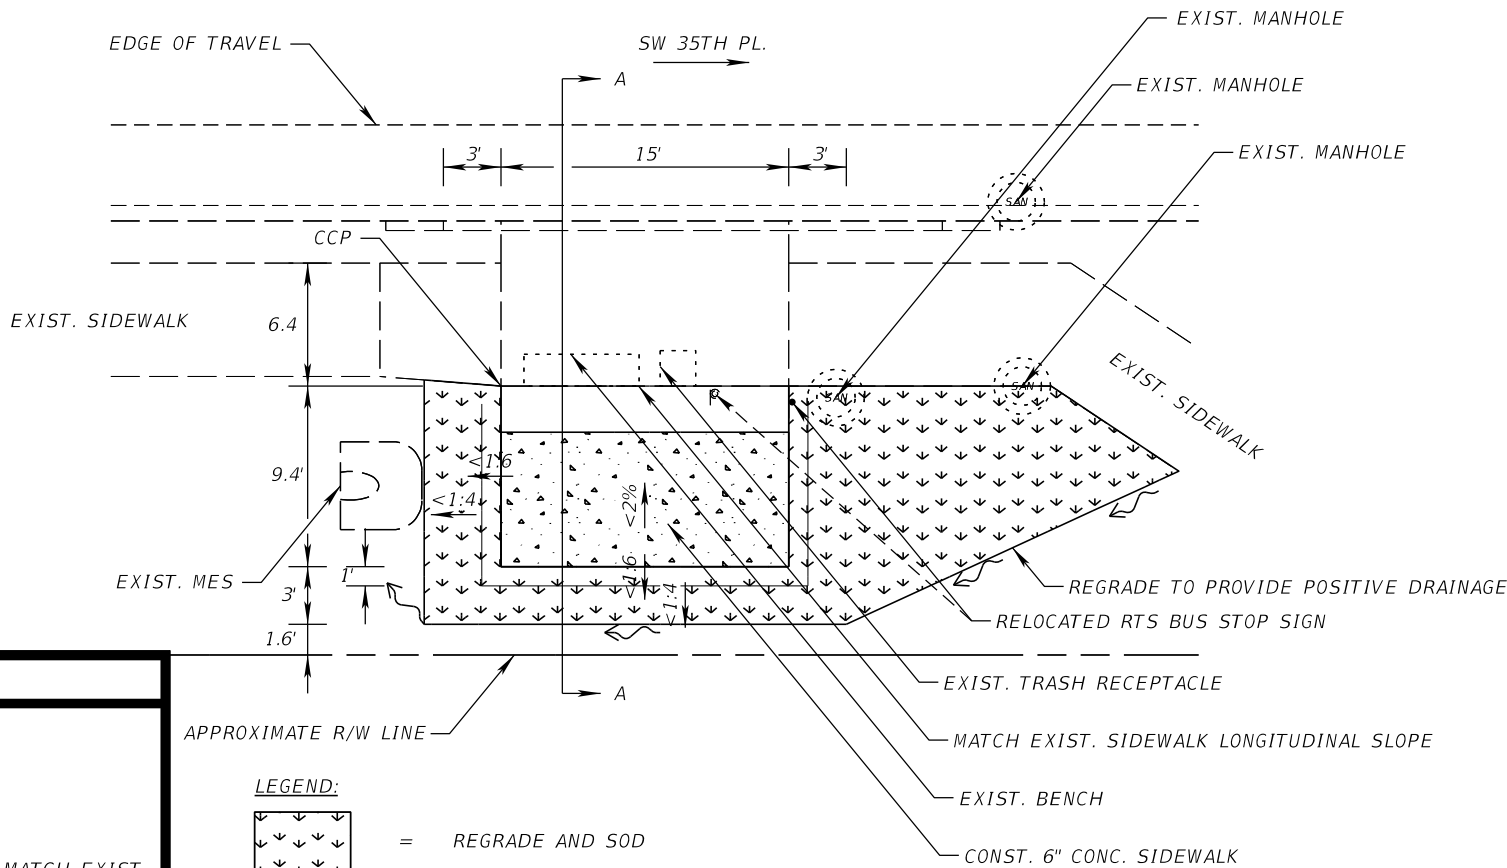 EXIST. MANHOLE
EDGE OF TRAVEL
SW 35TH PL.
A
EXIST. MANHOLE
3'
15'
3'
EXIST. MANHOLE
SAN
CCP
EXIST. SIDEWALK
6.4
EXIST. SIDEWALK
SAN
SAN
9.4'
<1:6
<1:4
<2%
EXIST. MES
1'
3'
<1:6
<1:4
REGRADE TO PROVIDE POSITIVE DRAINAGE
RELOCATED RTS BUS STOP SIGN
1.6'
EXIST. TRASH RECEPTACLE
A
APPROXIMATE R/W LINE
MATCH EXIST. SIDEWALK LONGITUDINAL SLOPE
LEGEND:
EXIST. BENCH
= REGRADE AND SOD
CONST. 6" CONC. SIDEWALK
MATCH EXIST